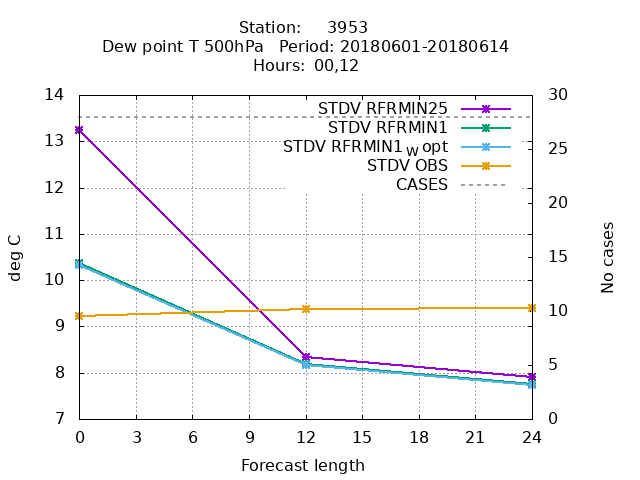 Station: 3953
Dew point T 500hPa Period: 20180601-20180614
Hours: 00,12
14
13
12
11
10
9
8
7
30
25
20
15
10
5
0
STDV RFRMIN25
STDV RFRMIN1
STDV RFRMIN1 w opt
STDV OBS
CASES
deg C
No cases
0 3 6 9 12 15 18 21 24
Forecast length